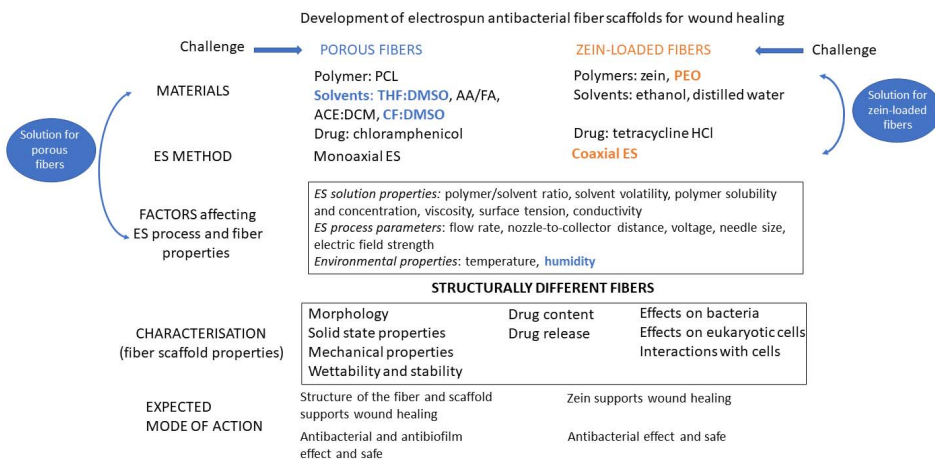 Development of electrospun antibacterial fiber scaffolds for wound healing
Challenge
POROUS FIBERS
ZEIN-LOADED FIBERS
Challenge
MATERIALS
Polymer: PCL
Solvents: THF:DMSO, AA/FA,
ACE:DCM, CF:DMSO
Drug: chloramphenicol
Polymers: zein, PEO
Solvents: ethanol, distilled water
Drug: tetracycline HCl
Solution for
porous
fibers
Solution for
zein-loaded
fibers
ES METHOD
Monoaxial ES
Coaxial ES
FACTORS affecting
ES process and fiber
properties
ES solution properties: polymer/solvent ratio, solvent volatility, polymer solubility
and concentration, viscosity, surface tension, conductivity
ES process parameters: flow rate, nozzle-to-collector distance, voltage, needle size,
electric field strength
Environmental properties: temperature, humidity
STRUCTURALLY DIFFERENT FIBERS
CHARACTERISATION
(fiber scaffold properties)
Morphology
Solid state properties
Mechanical properties
Wettability and stability
Drug content
Drug release
Effects on bacteria
Effects on eukaryotic cells
Interactions with cells
EXPECTED
MODE OF ACTION
Structure of the fiber and scaffold
supports wound healing
Zein supports wound healing
Antibacterial and antibiofilm
effect and safe
Antibacterial effect and safe